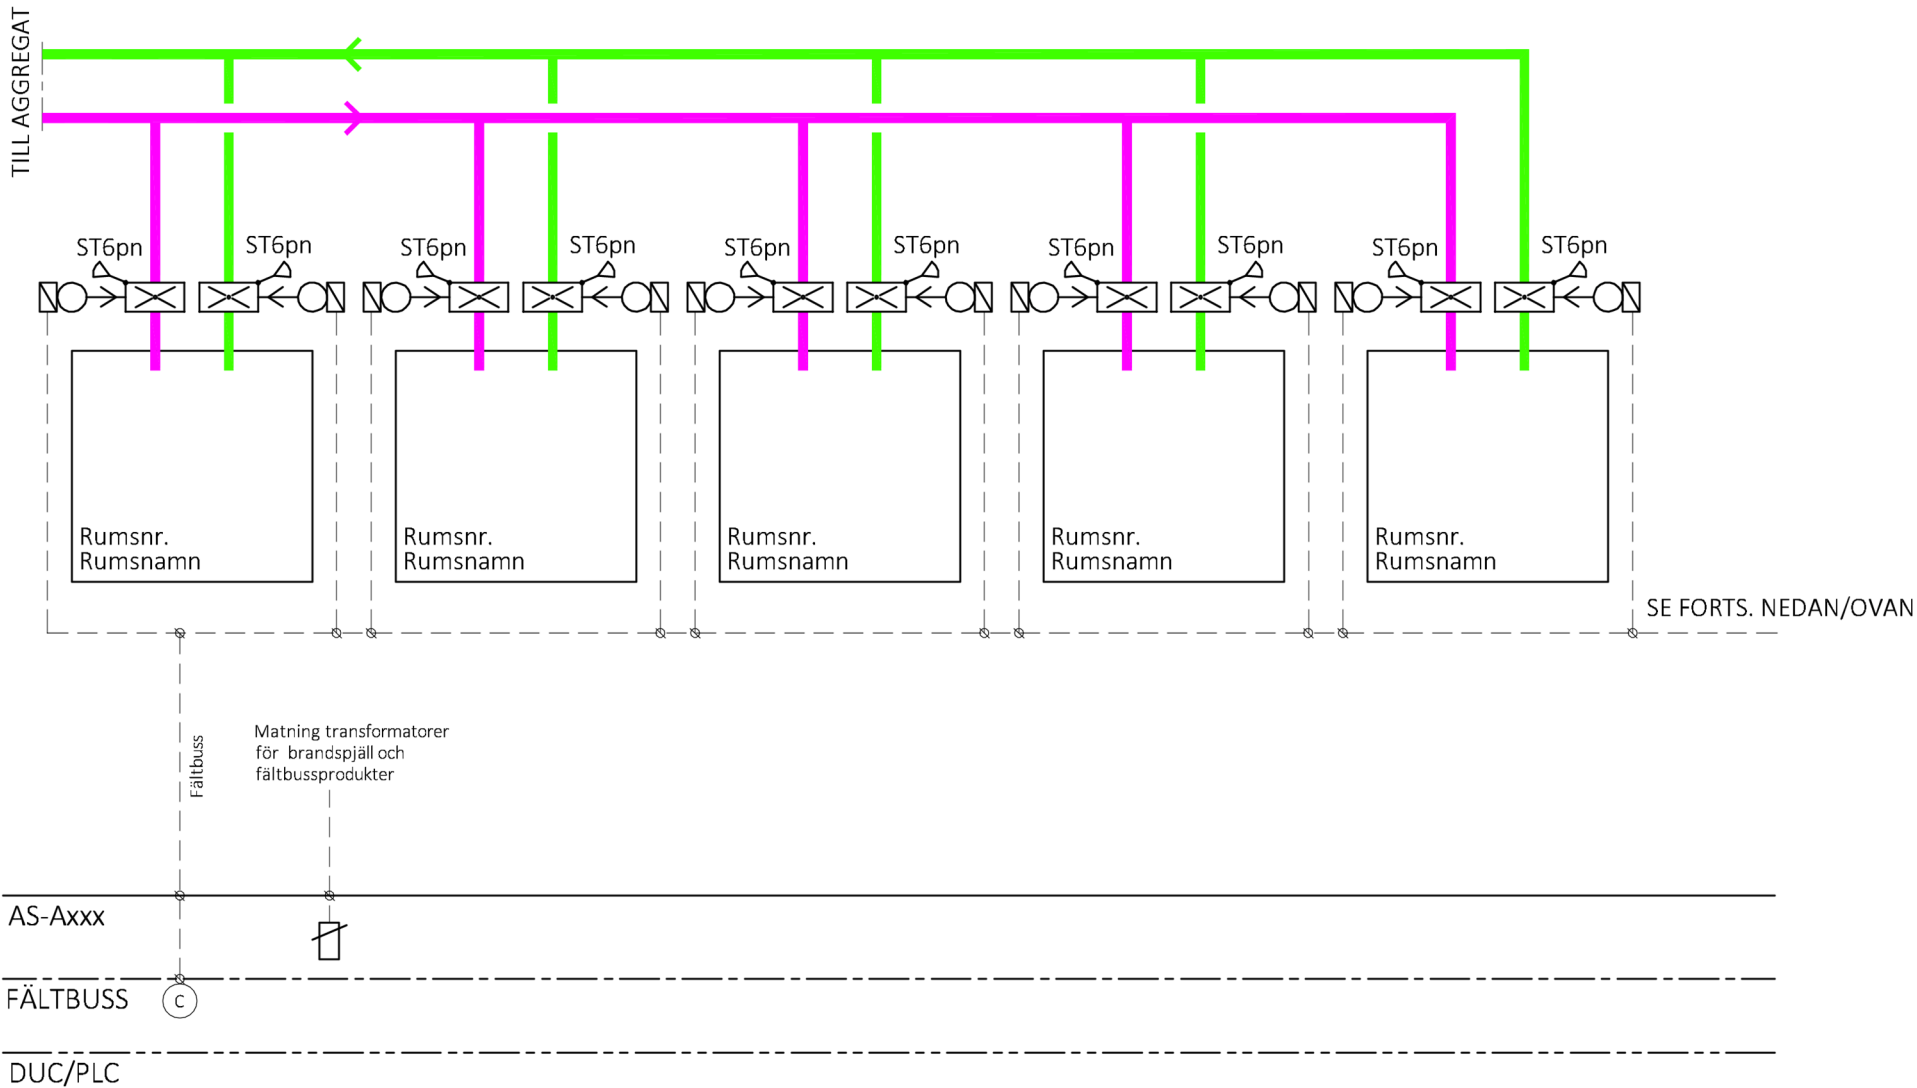 TILL AGGREGAT
ST6pn
ST6pn
ST6pn
ST6pn
ST6pn
ST6pn
ST6pn
ST6pn
ST6pn
ST6pn
Rumsnr.
Rumsnamn
Rumsnr.
Rumsnamn
Rumsnr.
Rumsnamn
Rumsnr.
Rumsnamn
Rumsnr.
Rumsnamn
SE FORTS. NEDAN/OVAN
Fältbuss
Matning transformatorer
för brandspjäll och
fältbussprodukter
AS-Axxx
FÄLTBUSS
C
DUC/PLC